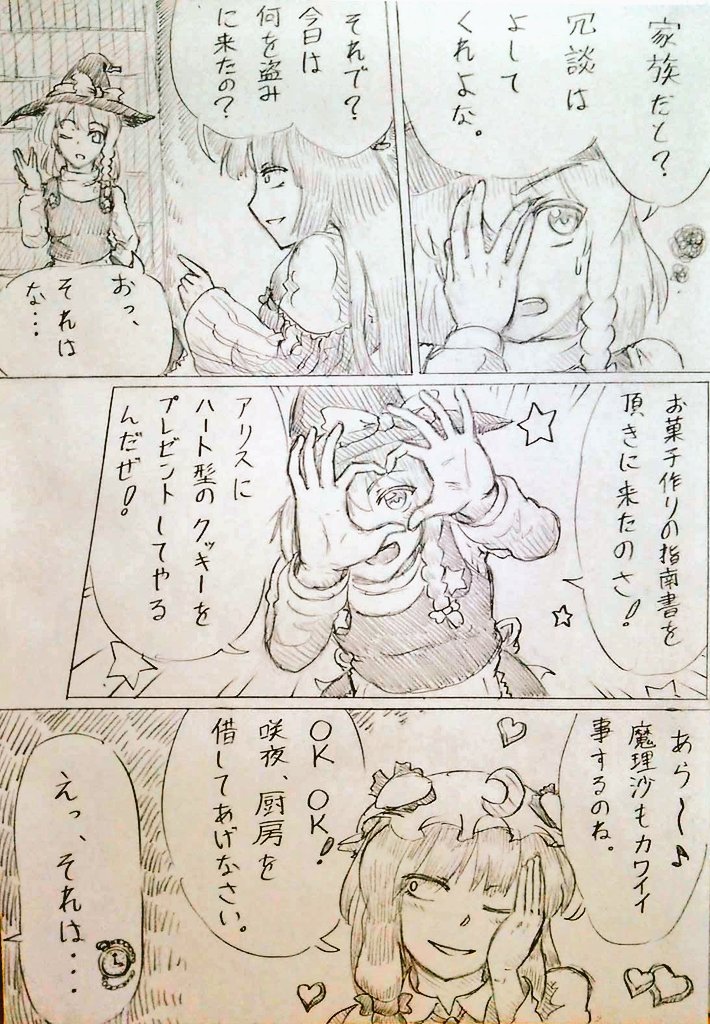 家族だと？
冗談は
よして
くれよな。
それで？
今日は
何を盗み
に来たの？
おっ、
それは
な・・・
お菓子作りの指南書を
頂きに来たのさ！
アリスに
ハート型のクッキーを
プレゼントしてやる
んだぜ！
あら〜♪
魔理沙もカワイイ
事するのね。
OK OK！
咲夜、厨房を
借してあげなさい。
えっ、それは・・・